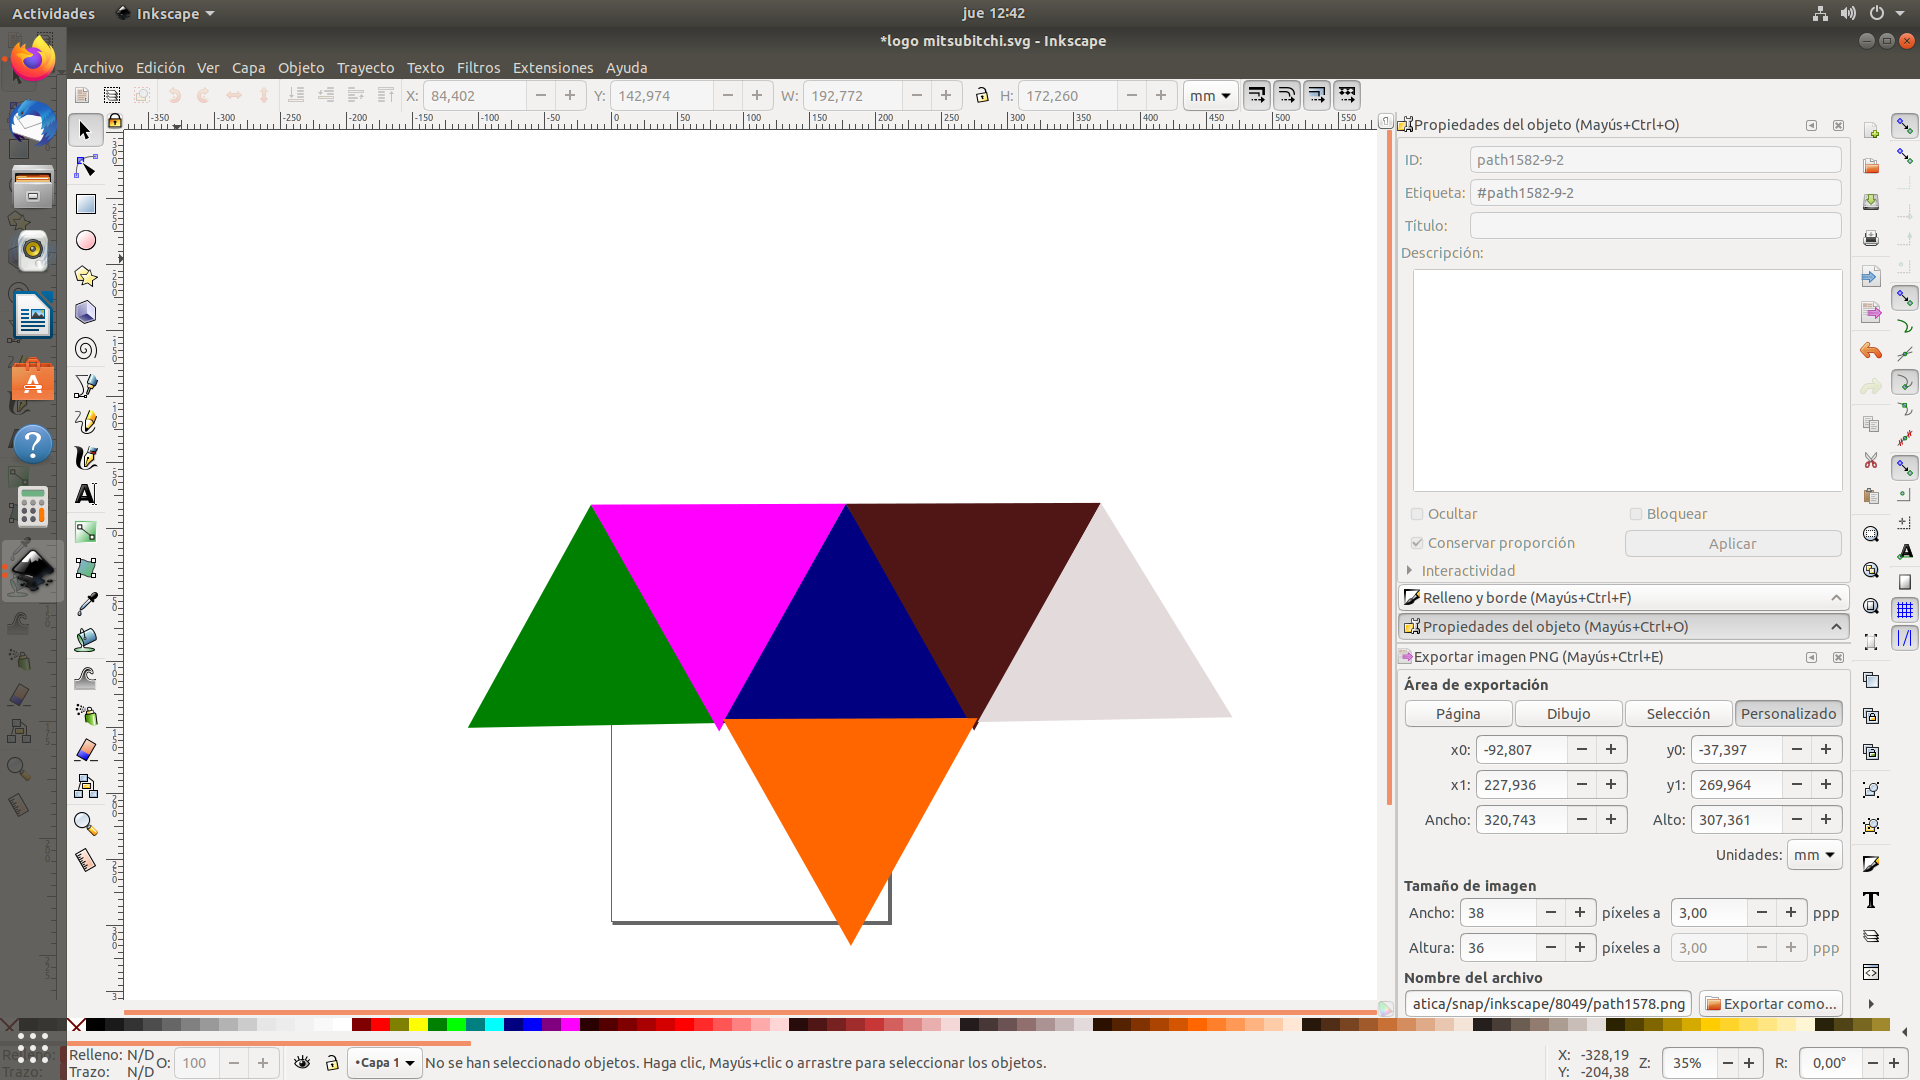 Actividades
Inkscape
jue 12:42
*logo mitsubitchi.svg - Inkscape
Archivo Edición Ver Capa Objeto Trayecto Texto Filtros Extensiones Ayuda
X: 84,402 Y: 142,974 W: 192,772 H: 172,260 mm
-350 -300 -250 -200 -150 -100 -50 0 50 100 150 200 250 300 350 400 450 500 550
Propiedades del objeto (Mayús+Ctrl+O)
ID: path1582-9-2
Etiqueta: #path1582-9-2
Título:
Descripción:
Ocultar Bloquear
Conservar proporción Aplicar
Interactividad
Relleno y borde (Mayús+Ctrl+F)
Propiedades del objeto (Mayús+Ctrl+O)
Exportar imagen PNG (Mayús+Ctrl+E)
Área de exportación
Página Dibujo Selección Personalizado
x0: -92,807 y0: -37,397
x1: 227,936 y1: 269,964
Ancho: 320,743 Alto: 307,361
Unidades: mm
Tamaño de imagen
Ancho: 38 píxeles a 3,00 ppp
Altura: 36 píxeles a 3,00 ppp
Nombre del archivo
atica/snap/inkscape/8049/path1578.png Exportar como...
Relleno: N/D
Trazo: N/D
O: 100
•Capa 1
No se han seleccionado objetos. Haga clic, Mayús+clic o arrastre para seleccionar los objetos.
X: -328,19
Y: -204,38
Z: 35%
R: 0,00°